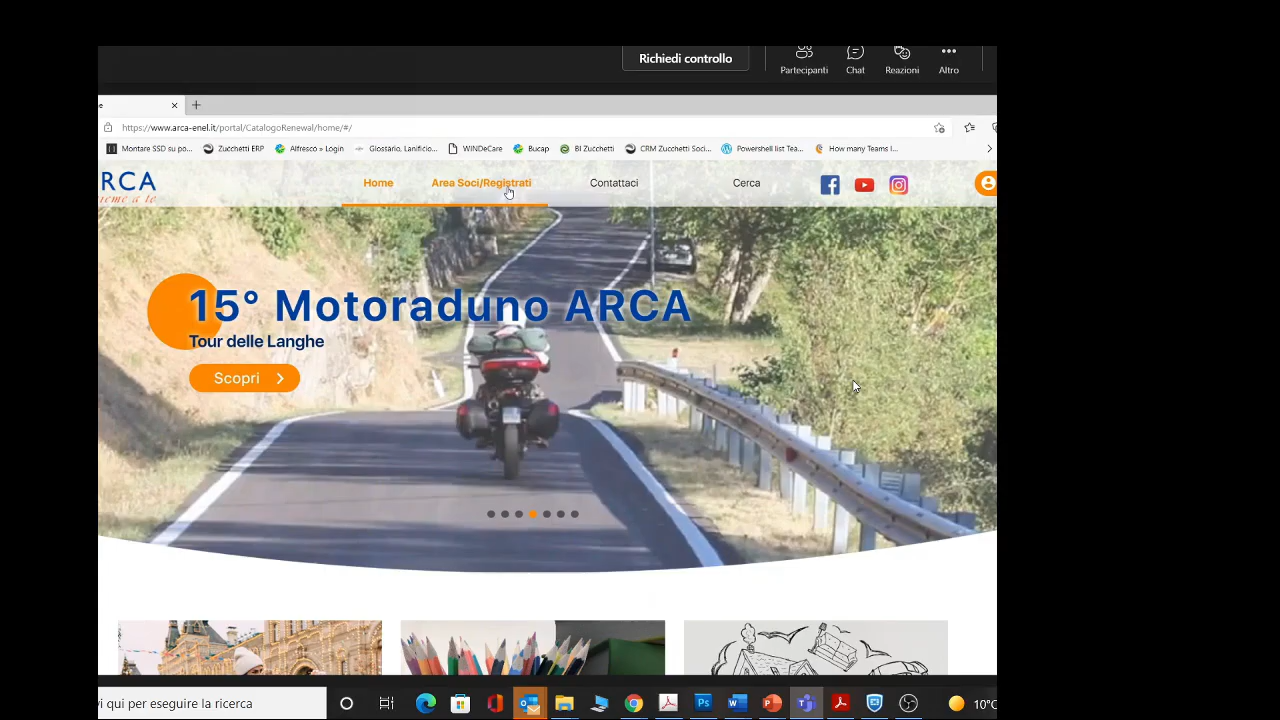 Richiedi controllo
Partecipanti Chat Reazioni Altro
https://www.arca-enel.it/portal/CatalogoRenewal/home/#/
Montare SSD su po... Zucchetti ERP Alfresco » Login Glossario, Lanificio... WINDeCare Bucap BI Zucchetti CRM Zucchetti Soci... Powershell list Tea... How many Teams l...
RCA
Home Area Soci/Registrati Contattaci Cerca
15° Motoraduno ARCA
Tour delle Langhe
Scopri
vi qui per eseguire la ricerca
10°C